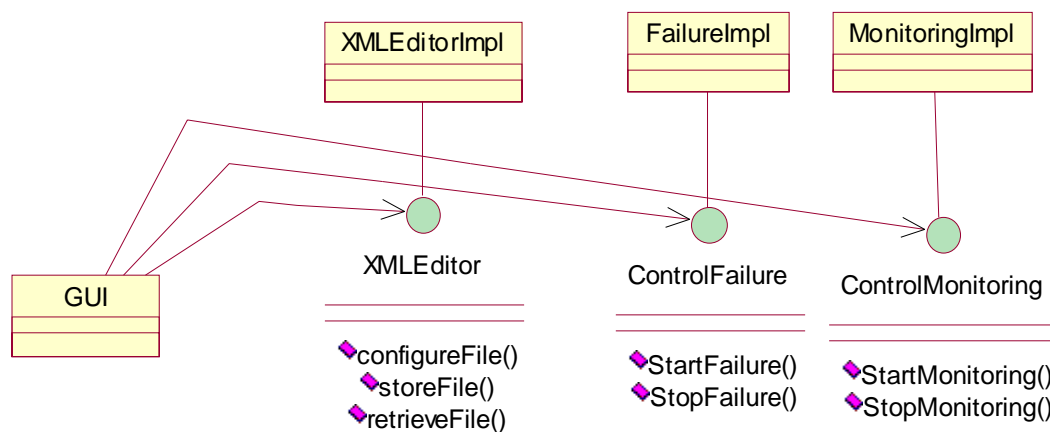 XMLEditorImpl
FailureImpl
MonitoringImpl
XMLEditor
ControlFailure
ControlMonitoring
GUI
configureFile()
storeFile()
retrieveFile()
StartFailure()
StopFailure()
StartMonitoring()
StopMonitoring()